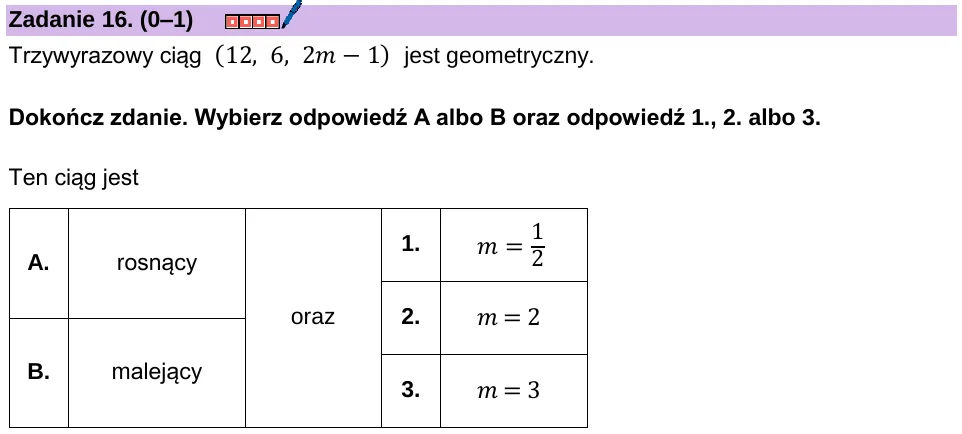 Zadanie 16. (0–1)
Trzywyrazowy ciąg (12, 6, 2m − 1) jest geometryczny.
Dokończ zdanie. Wybierz odpowiedź A albo B oraz odpowiedź 1., 2. albo 3.
Ten ciąg jest
A. rosnący
B. malejący
oraz
1. m = 1/2
2. m = 2
3. m = 3